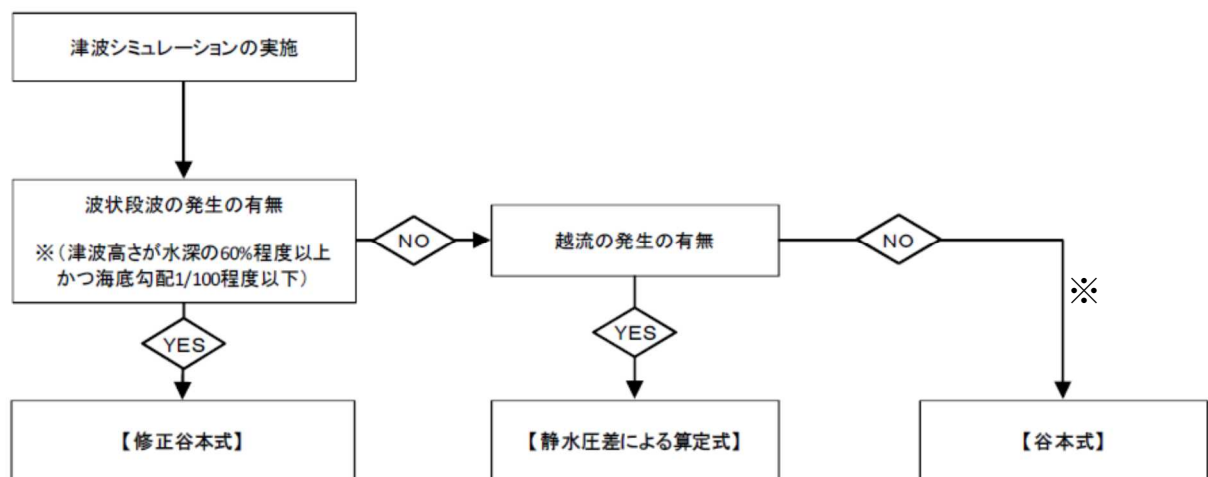 津波シミュレーションの実施
波状段波の発生の有無
※(津波高さが水深の60%程度以上
かつ海底勾配1/100程度以下)
NO
越流の発生の有無
NO
※
YES
YES
【修正谷本式】
【静水圧差による算定式】
【谷本式】